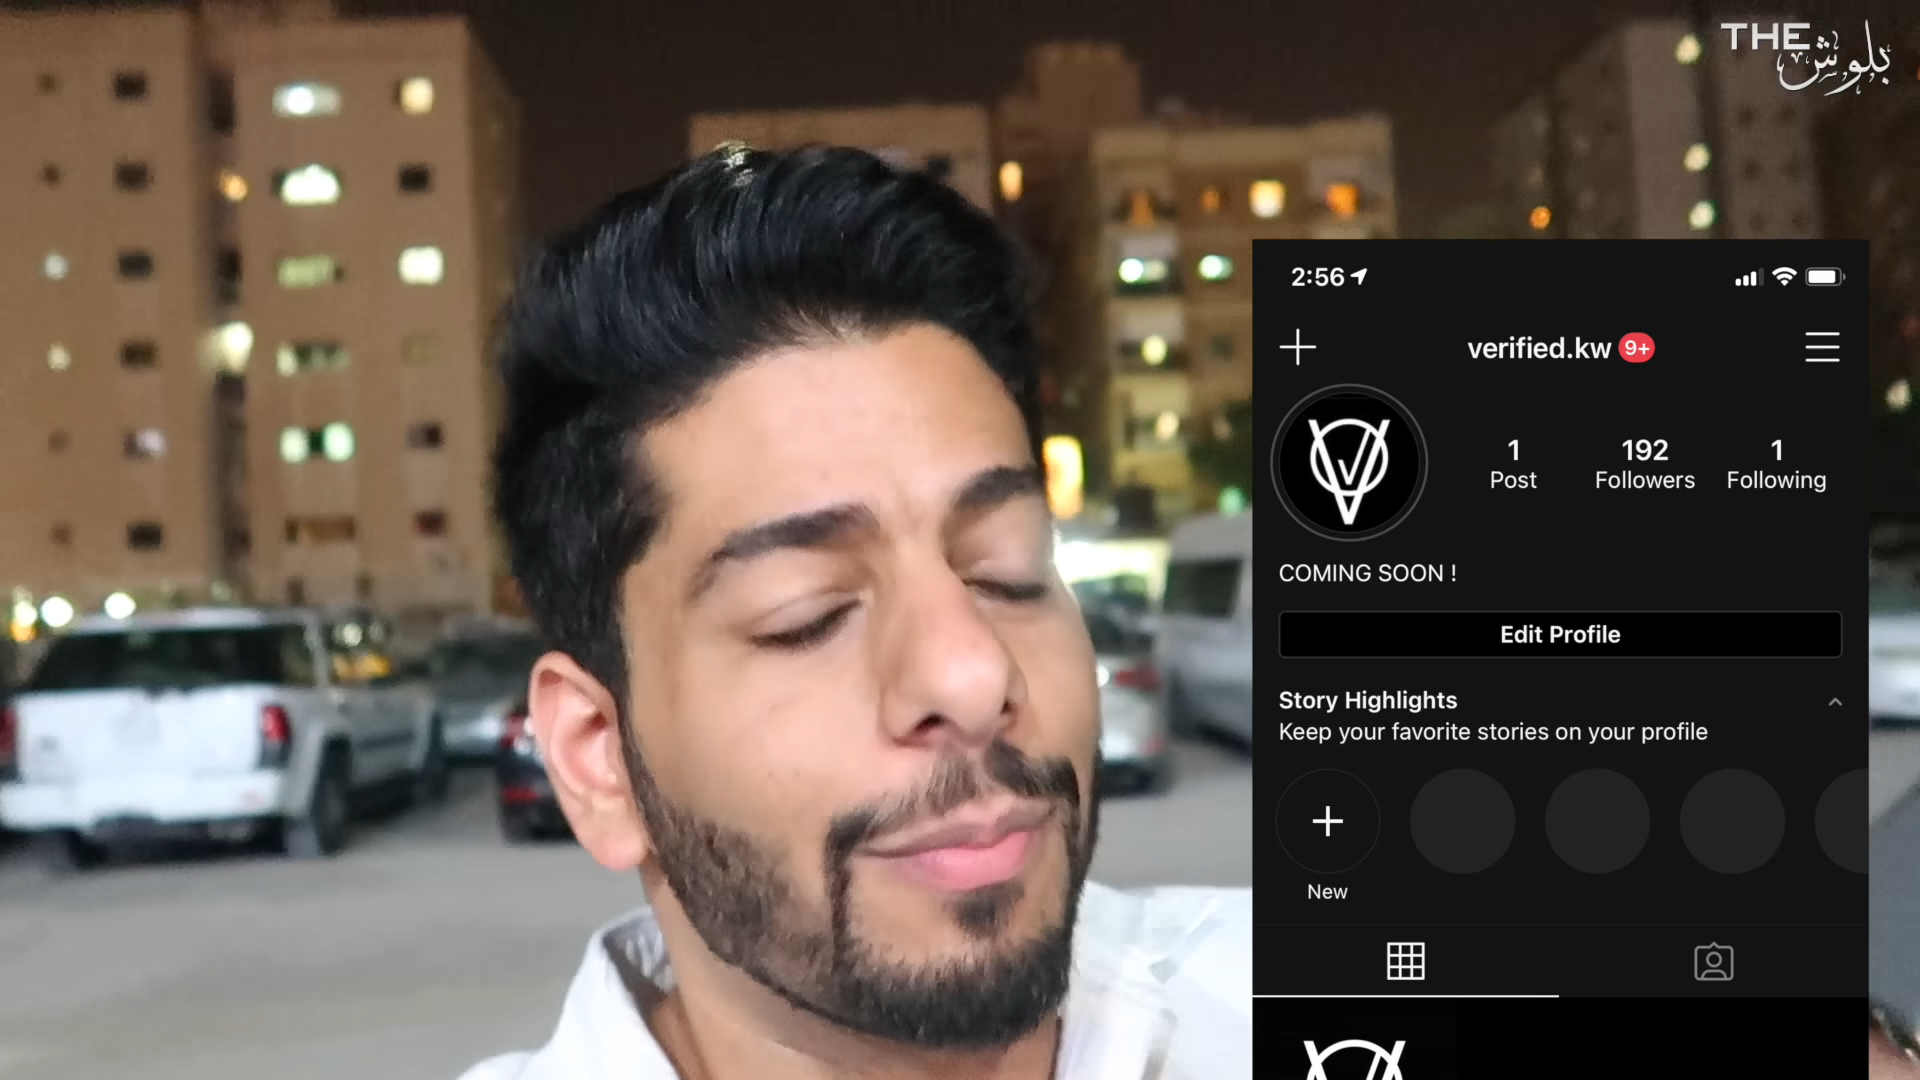 THE
بلوش
2:56
verified.kw 9+
1 192 1
Post Followers Following
COMING SOON !
Edit Profile
Story Highlights
Keep your favorite stories on your profile
New